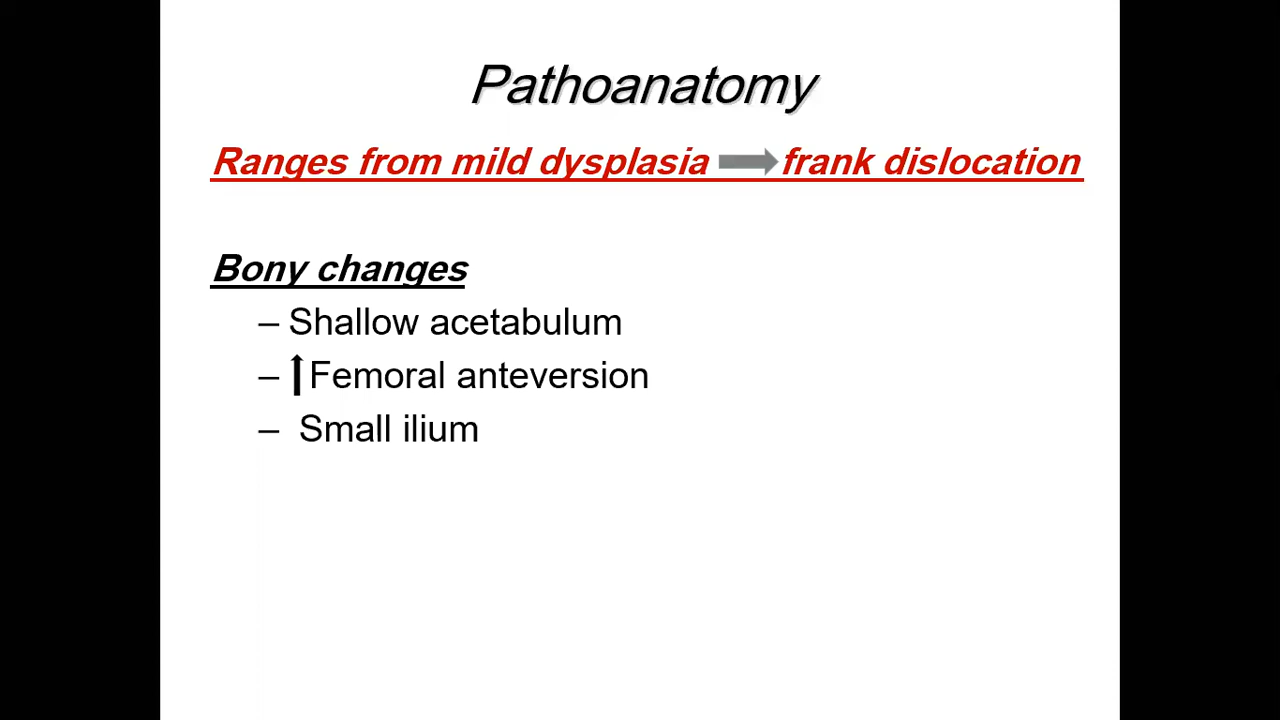 Pathoanatomy
Ranges from mild dysplasia frank dislocation
Bony changes
– Shallow acetabulum
– Femoral anteversion
– Small ilium